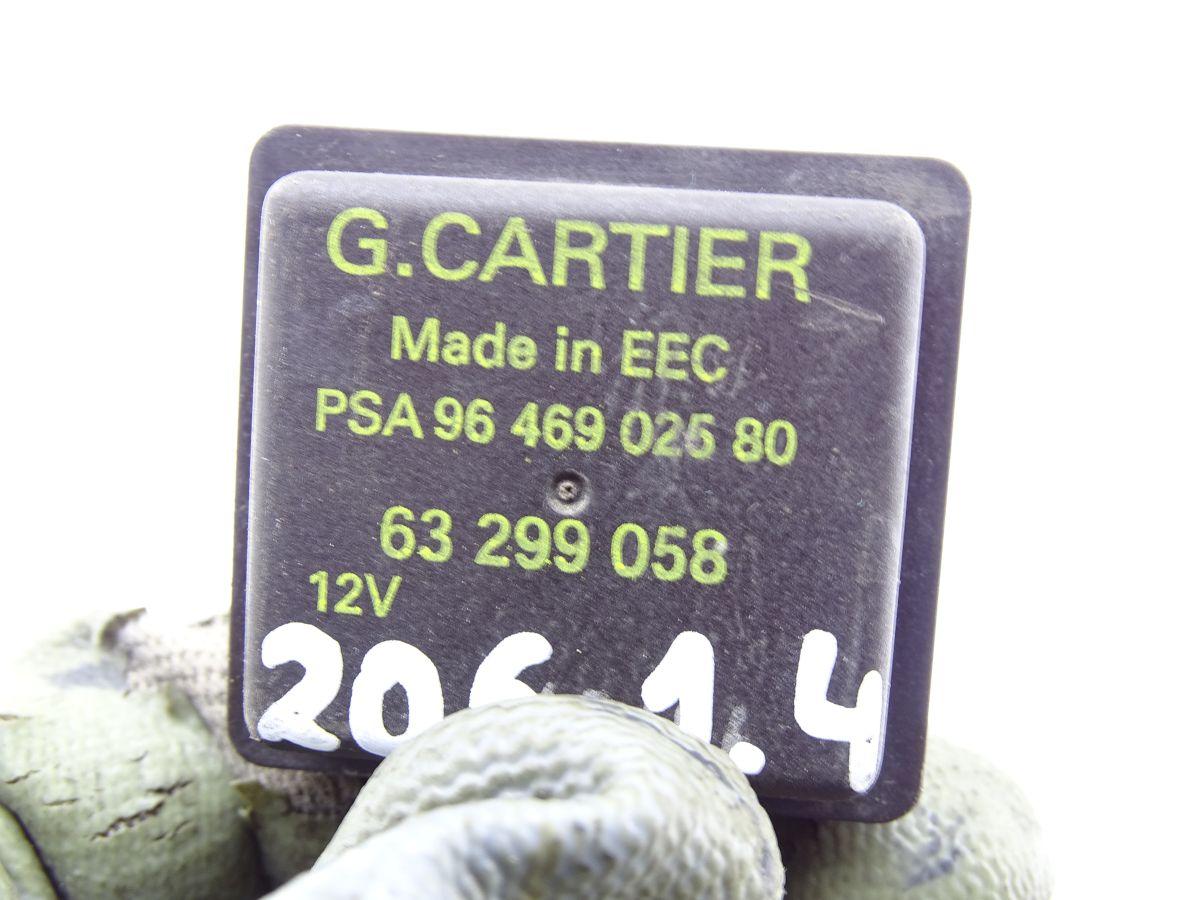 G.CARTIER
Made in EEC
PSA 96 469 025 80
63 299 058
12V
206 1.4